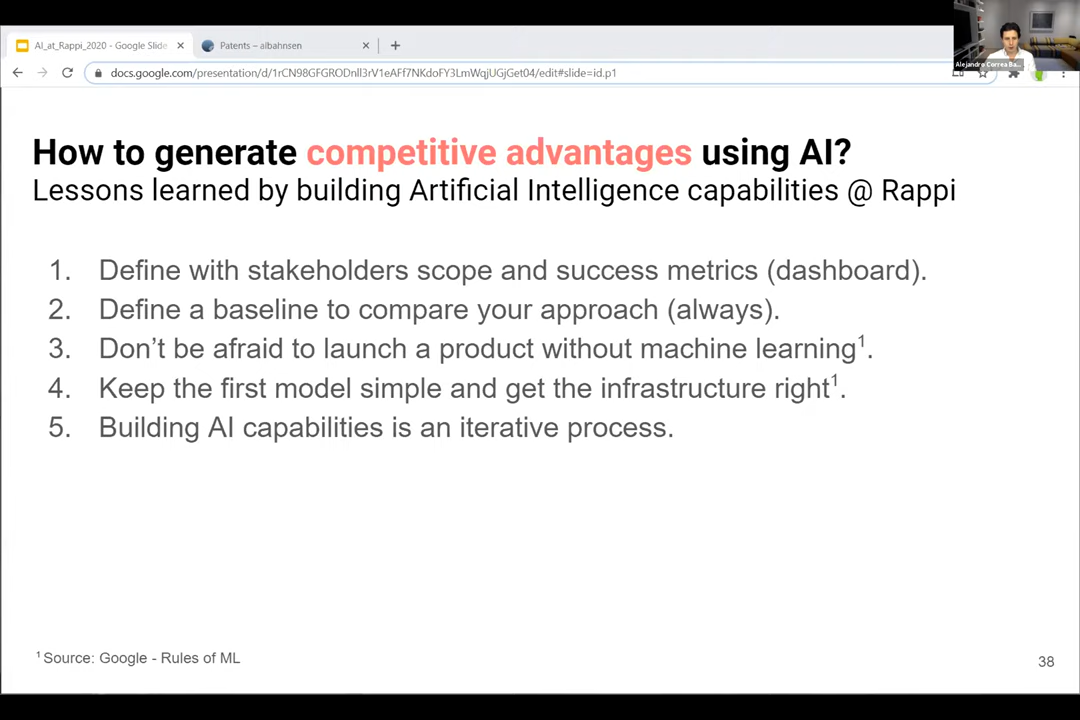 AI_at_Rappi_2020 - Google Slide
Patents – albahnsen
docs.google.com/presentation/d/1rCN98GFGRODnll3rV1eAFf7NKdoFY3LmWqjUGjGet04/edit#slide=id.p1
Alejandro Correa Ba...
How to generate competitive advantages using AI?
Lessons learned by building Artificial Intelligence capabilities @ Rappi
1. Define with stakeholders scope and success metrics (dashboard).
2. Define a baseline to compare your approach (always).
3. Don’t be afraid to launch a product without machine learning¹.
4. Keep the first model simple and get the infrastructure right¹.
5. Building AI capabilities is an iterative process.
¹ Source: Google - Rules of ML
38